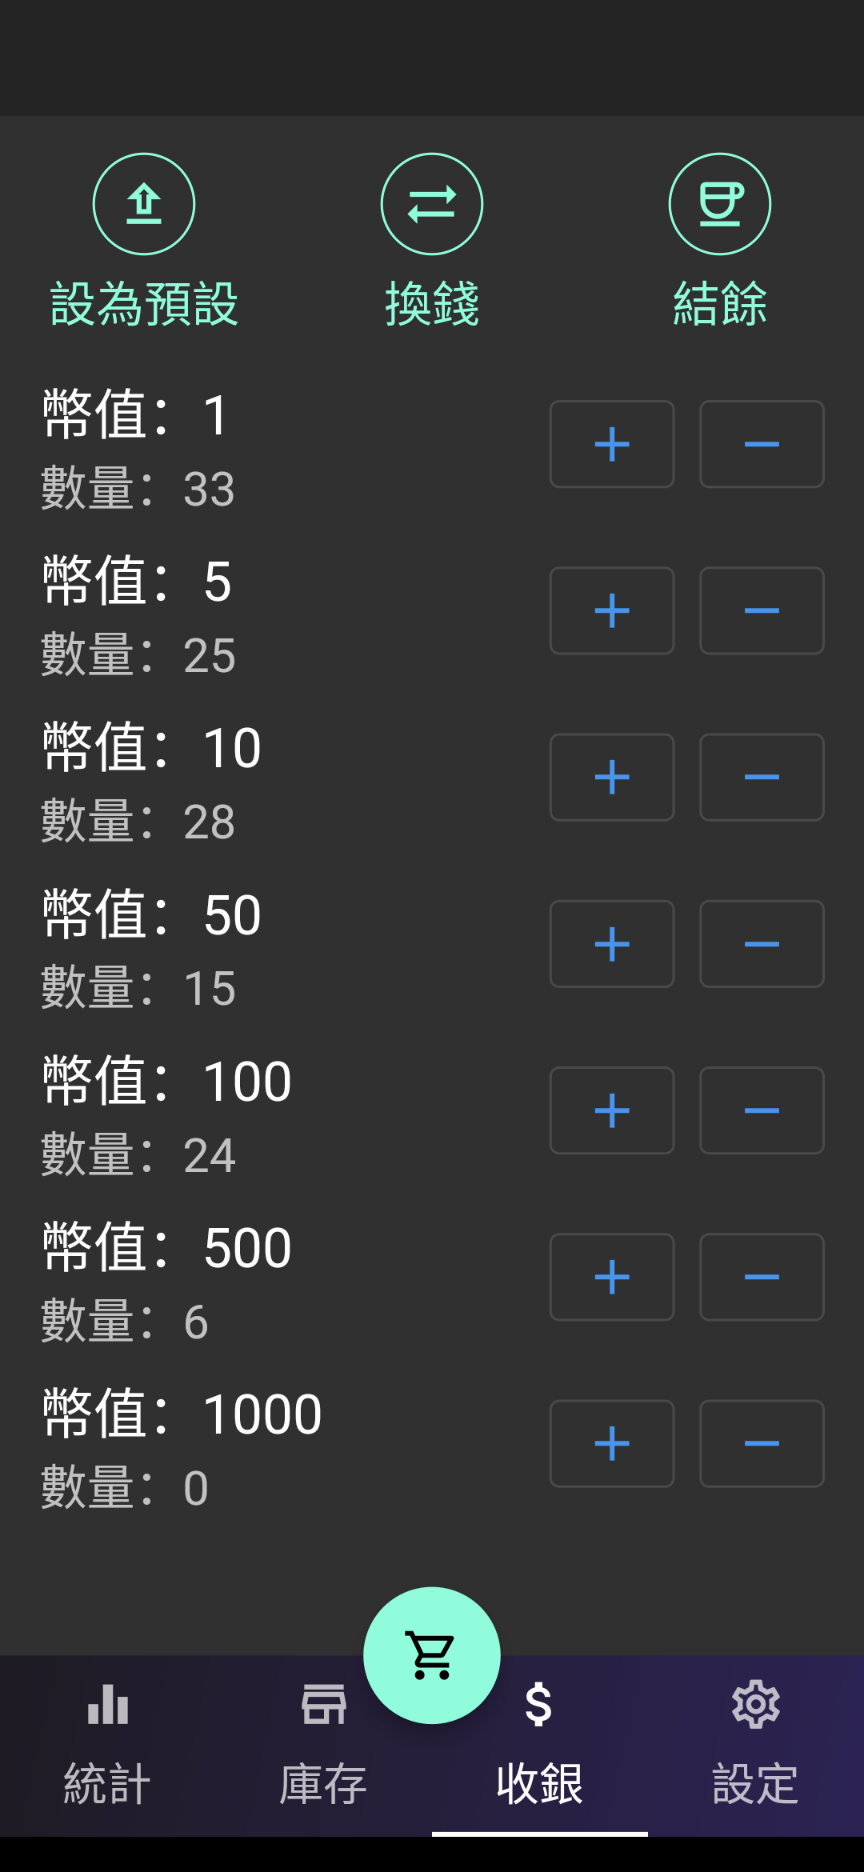 設為預設 換錢 結餘
幣值：1
數量：33
幣值：5
數量：25
幣值：10
數量：28
幣值：50
數量：15
幣值：100
數量：24
幣值：500
數量：6
幣值：1000
數量：0
統計 庫存 收銀 設定